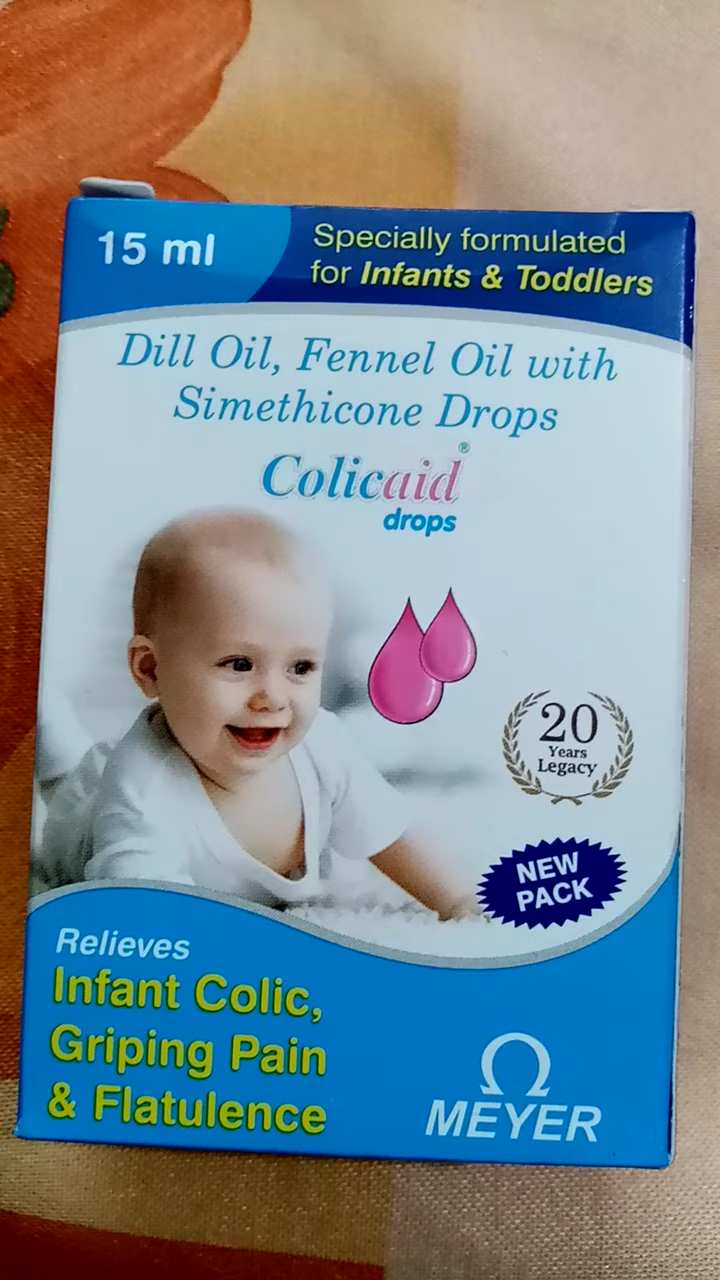 15 ml
Specially formulated
for Infants & Toddlers
Dill Oil, Fennel Oil with
Simethicone Drops
Colicaid®
drops
20
Years
Legacy
NEW
PACK
Relieves
Infant Colic,
Griping Pain
& Flatulence
Ω
MEYER